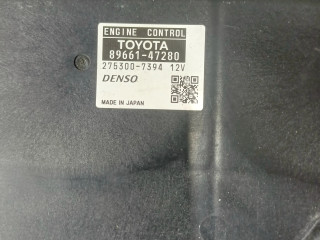 ENGINE CONTROL
TOYOTA
89661-47280
275300-7394 12V
DENSO
MADE IN JAPAN